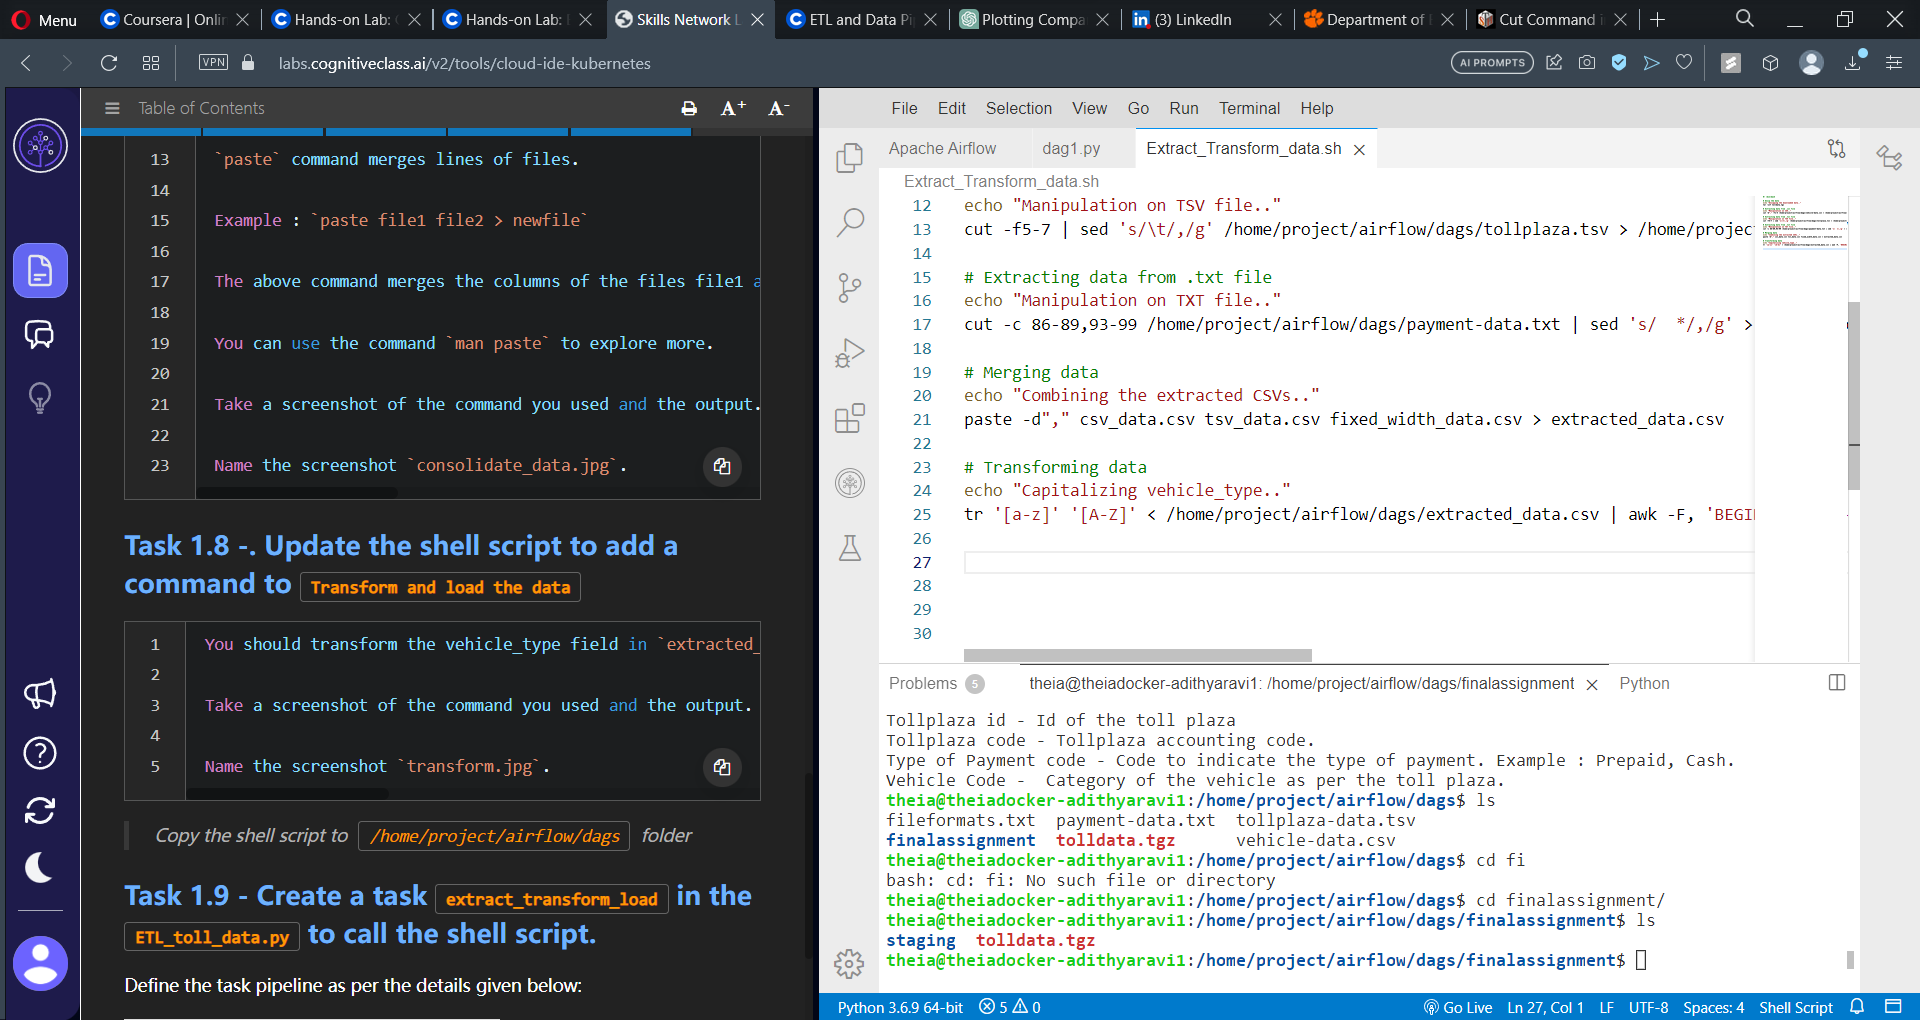 Menu
Coursera | Onlin
Hands-on Lab:
Hands-on Lab:
Skills Network L
ETL and Data Pi
Plotting Compa
(3) LinkedIn
Department of
Cut Command i
VPN
labs.cognitiveclass.ai/v2/tools/cloud-ide-kubernetes
AI PROMPTS
Table of Contents
A+
A-
13 `paste` command merges lines of files.
14
15 Example : `paste file1 file2 > newfile`
16
17 The above command merges the columns of the files file1 a
18
19 You can use the command `man paste` to explore more.
20
21 Take a screenshot of the command you used and the output.
22
23 Name the screenshot `consolidate_data.jpg`.
Task 1.8 -. Update the shell script to add a
command to Transform and load the data
1 You should transform the vehicle_type field in `extracted_
2
3 Take a screenshot of the command you used and the output.
4
5 Name the screenshot `transform.jpg`.
Copy the shell script to /home/project/airflow/dags folder
Task 1.9 - Create a task extract_transform_load in the
ETL_toll_data.py to call the shell script.
Define the task pipeline as per the details given below:
File Edit Selection View Go Run Terminal Help
Apache Airflow
dag1.py
Extract_Transform_data.sh
Extract_Transform_data.sh
12 echo "Manipulation on TSV file.."
13 cut -f5-7 | sed 's/\t/,/g' /home/project/airflow/dags/tollplaza.tsv > /home/projec
14
15 # Extracting data from .txt file
16 echo "Manipulation on TXT file.."
17 cut -c 86-89,93-99 /home/project/airflow/dags/payment-data.txt | sed 's/  */,/g' >
18
19 # Merging data
20 echo "Combining the extracted CSVs.."
21 paste -d"," csv_data.csv tsv_data.csv fixed_width_data.csv > extracted_data.csv
22
23 # Transforming data
24 echo "Capitalizing vehicle_type.."
25 tr '[a-z]' '[A-Z]' < /home/project/airflow/dags/extracted_data.csv | awk -F, 'BEGI
26
27
28
29
30
Problems 5
theia@theiadocker-adithyaravi1: /home/project/airflow/dags/finalassignment
Python
Tollplaza id - Id of the toll plaza
Tollplaza code - Tollplaza accounting code.
Type of Payment code - Code to indicate the type of payment. Example : Prepaid, Cash.
Vehicle Code -  Category of the vehicle as per the toll plaza.
theia@theiadocker-adithyaravi1:/home/project/airflow/dags$ ls
fileformats.txt  payment-data.txt  tollplaza-data.tsv
finalassignment  tolldata.tgz      vehicle-data.csv
theia@theiadocker-adithyaravi1:/home/project/airflow/dags$ cd fi
bash: cd: fi: No such file or directory
theia@theiadocker-adithyaravi1:/home/project/airflow/dags$ cd finalassignment/
theia@theiadocker-adithyaravi1:/home/project/airflow/dags/finalassignment$ ls
staging  tolldata.tgz
theia@theiadocker-adithyaravi1:/home/project/airflow/dags/finalassignment$
Python 3.6.9 64-bit
5
0
Go Live
Ln 27, Col 1
LF
UTF-8
Spaces: 4
Shell Script